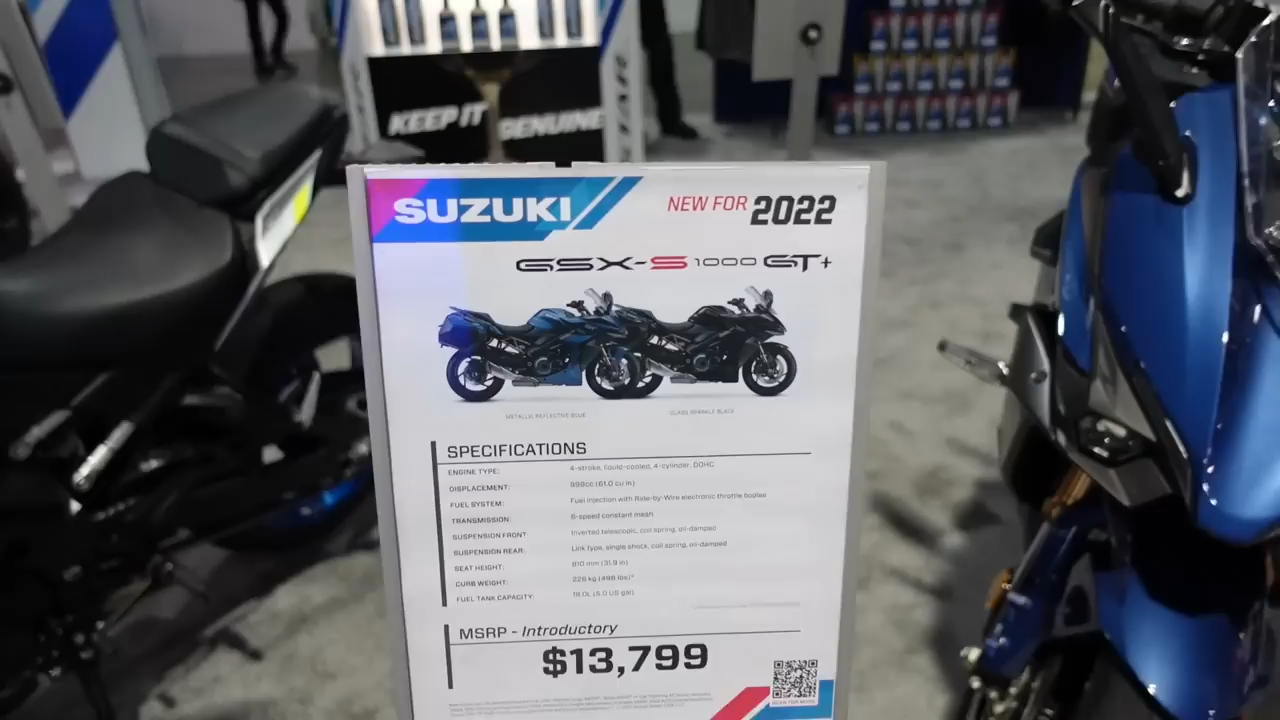 KEEP IT GENUINE
SUZUKI
NEW FOR 2022
GSX-S 1000 GT+
METALLIC REFLECTIVE BLUE
GLASS SPARKLE BLACK
SPECIFICATIONS
ENGINE TYPE: 4-stroke, liquid-cooled, 4-cylinder, DOHC
DISPLACEMENT: 999cc (61.0 cu in)
FUEL SYSTEM: Fuel injection with Ride-by-Wire electronic throttle bodies
TRANSMISSION: 6-speed constant mesh
SUSPENSION FRONT Inverted telescopic, coil spring, oil-damped
SUSPENSION REAR: Link type, single shock, coil spring, oil-damped
SEAT HEIGHT: 810 mm (31.9 in)
CURB WEIGHT: 226 kg (498 lbs)*
FUEL TANK CAPACITY: 19.0L (5.0 US gal)
MSRP - Introductory
$13,799
SCAN FOR MORE